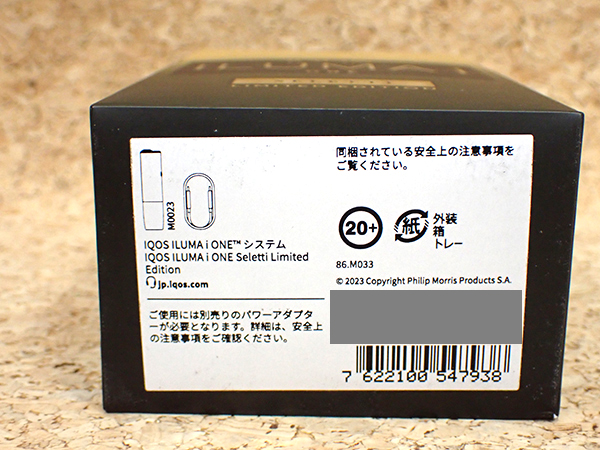 ILUMA i
ONE
SELETTI
LIMITED EDITION
M0023
IQOS ILUMA i ONE™ システム
IQOS ILUMA i ONE Seletti Limited
Edition
jp.iqos.com
ご使用には別売りのパワーアダプタ
ーが必要となります。詳細は、安全上
の注意事項をご確認ください。
同梱されている安全上の注意事項を
ご覧ください。
20+
紙
外装
箱
トレー
86.M033
© 2023 Copyright Philip Morris Products S.A.
7 622100 547938